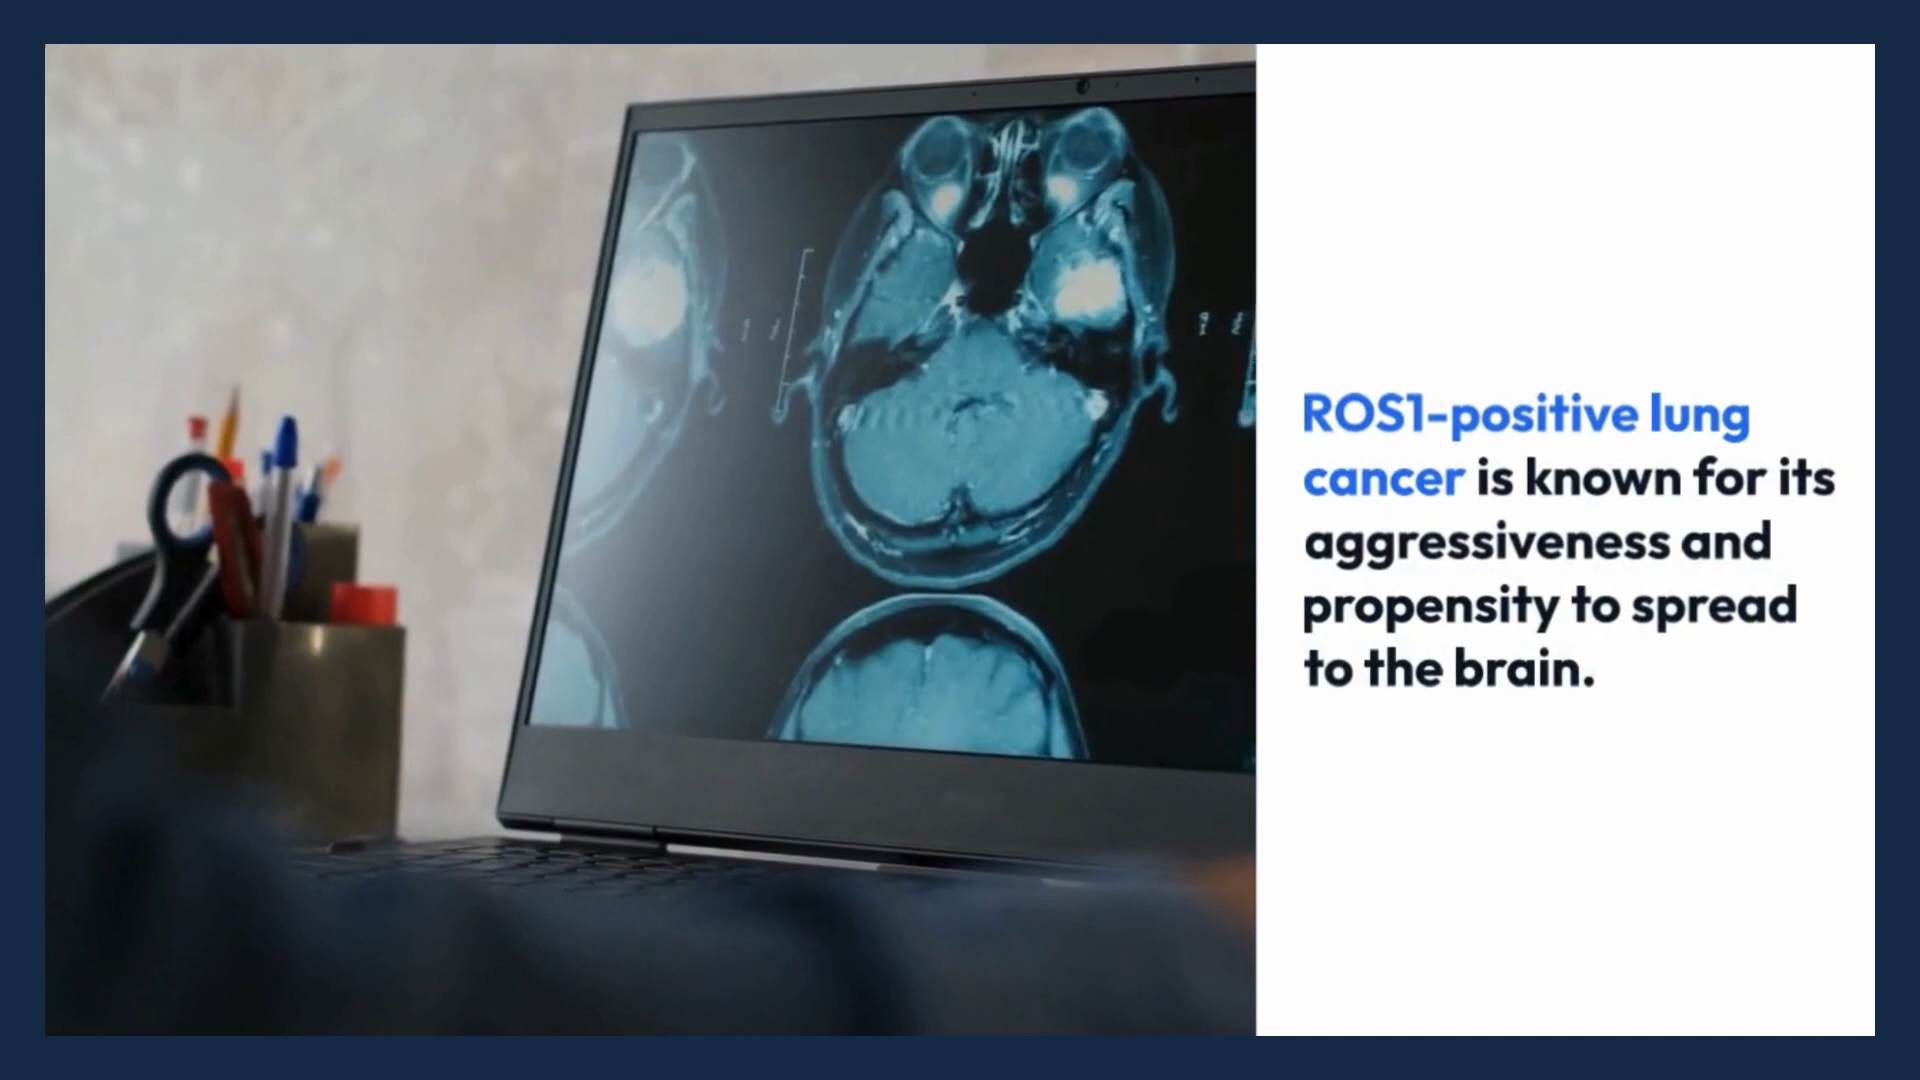 ROS1-positive lung
cancer is known for its
aggressiveness and
propensity to spread
to the brain.